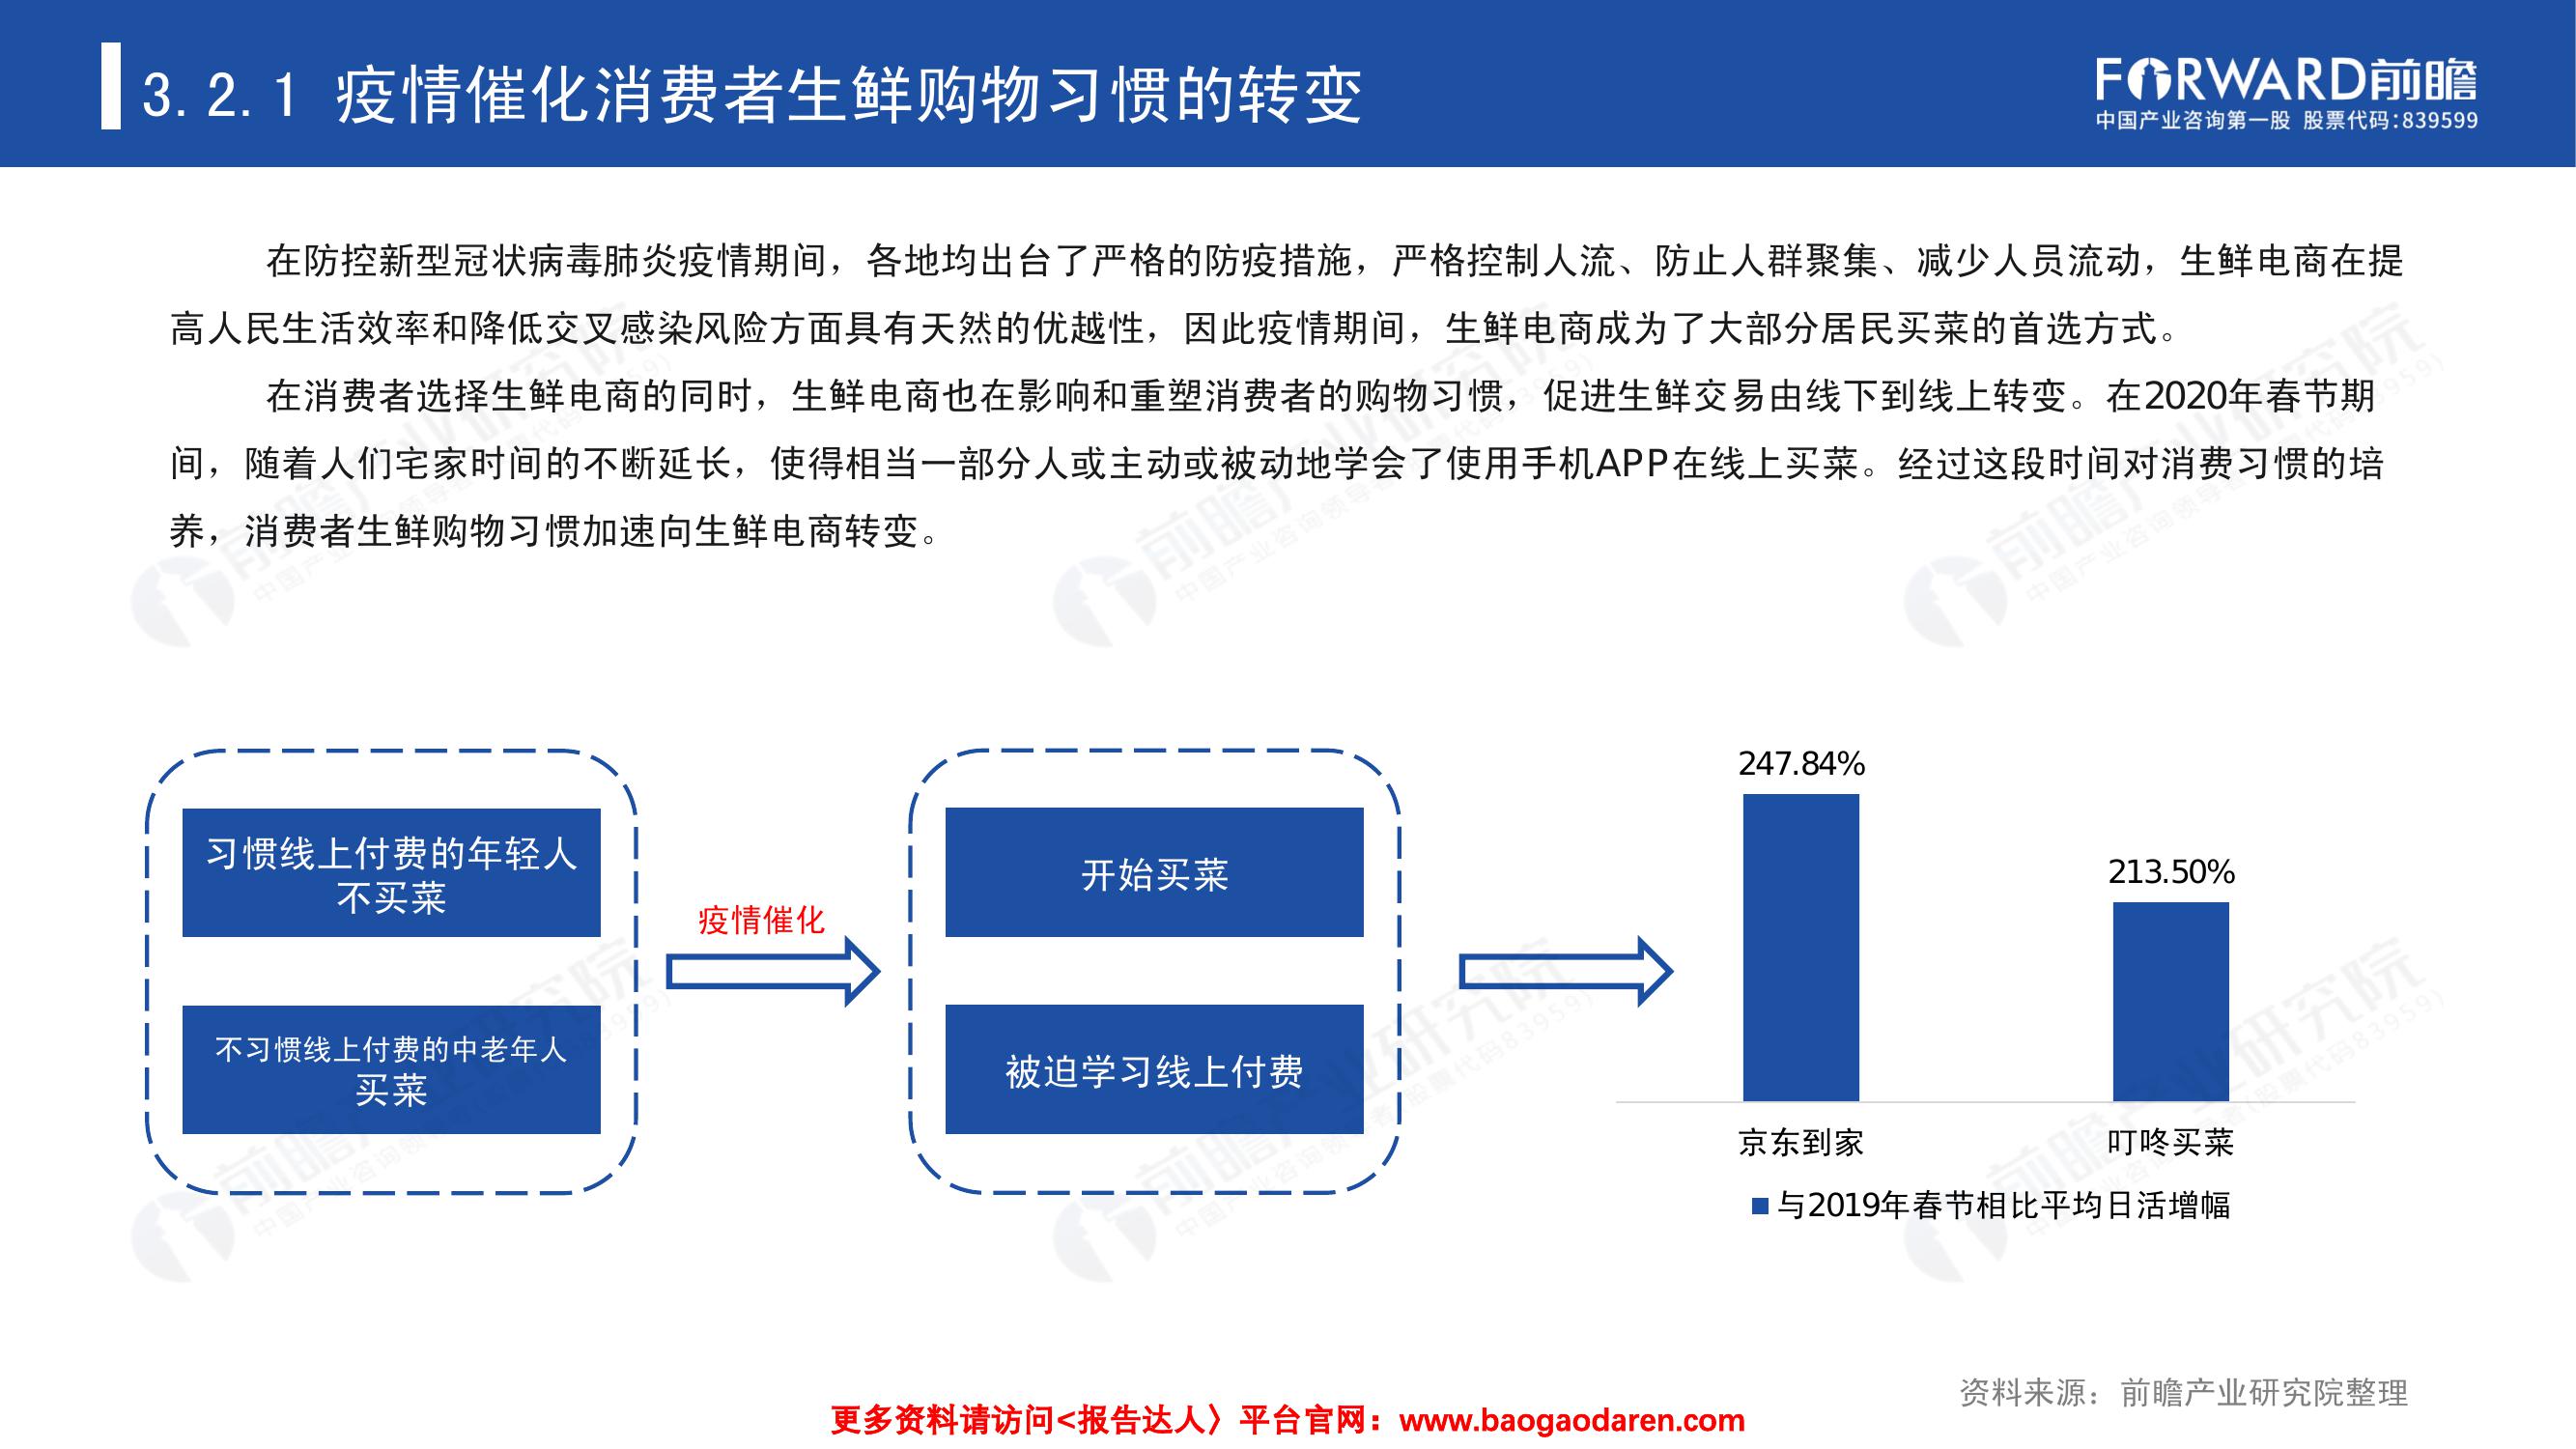 3.2.1 疫情催化消费者生鲜购物习惯的转变
FORWARD前瞻
中国产业咨询第一股 股票代码:839599
在防控新型冠状病毒肺炎疫情期间，各地均出台了严格的防疫措施，严格控制人流、防止人群聚集、减少人员流动，生鲜电商在提
高人民生活效率和降低交叉感染风险方面具有天然的优越性，因此疫情期间，生鲜电商成为了大部分居民买菜的首选方式。
在消费者选择生鲜电商的同时，生鲜电商也在影响和重塑消费者的购物习惯，促进生鲜交易由线下到线上转变。在2020年春节期
间，随着人们宅家时间的不断延长，使得相当一部分人或主动或被动地学会了使用手机APP在线上买菜。经过这段时间对消费习惯的培
养，消费者生鲜购物习惯加速向生鲜电商转变。
习惯线上付费的年轻人
不买菜
不习惯线上付费的中老年人
买菜
疫情催化
开始买菜
被迫学习线上付费
247.84%
213.50%
京东到家
叮咚买菜
与2019年春节相比平均日活增幅
资料来源：前瞻产业研究院整理
更多资料请访问<报告达人〉平台官网：www.baogaodaren.com